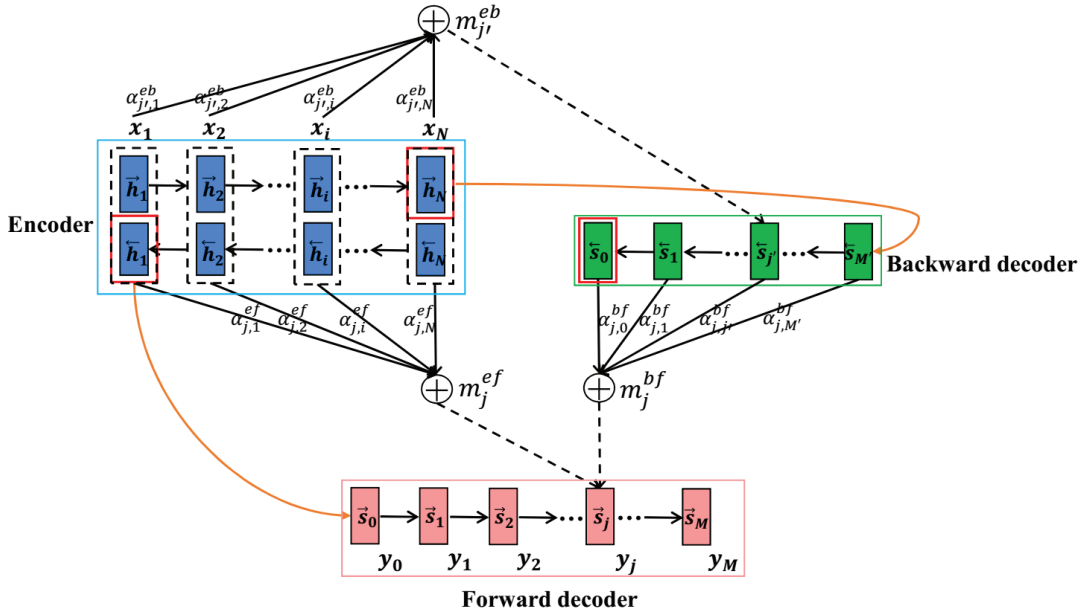 m_{j'}^{eb}
α_{j',1}^{eb} α_{j',2}^{eb} α_{j',i}^{eb} α_{j',N}^{eb}
x_1 x_2 x_i x_N
Encoder
→h_1 →h_2 ··· →h_i ··· →h_N
←h_1 ←h_2 ··· ←h_i ··· ←h_N
←s_0 ←s_1 ··· ←s_{j'} ··· ←s_{M'}
Backward decoder
α_{j,1}^{ef} α_{j,2}^{ef} α_{j,i}^{ef} α_{j,N}^{ef}
α_{j,0}^{bf} α_{j,1}^{bf} α_{j,j'}^{bf} α_{j,M'}^{bf}
m_j^{ef} m_j^{bf}
→s_0 →s_1 →s_2 ··· →s_j ··· →s_M
y_0 y_1 y_2 y_j y_M
Forward decoder